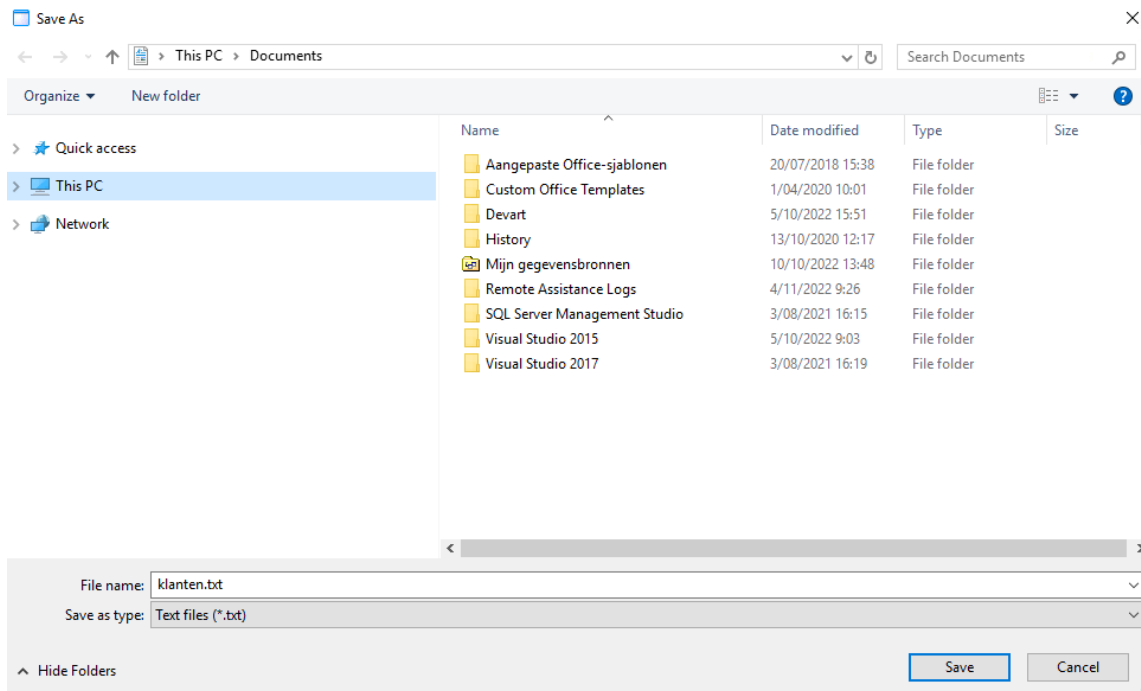 Save As
This PC > Documents
Search Documents
Organize
New folder
?
Name Date modified Type Size
Quick access
This PC
Network
Aangepaste Office-sjablonen 20/07/2018 15:38 File folder
Custom Office Templates 1/04/2020 10:01 File folder
Devart 5/10/2022 15:51 File folder
History 13/10/2020 12:17 File folder
Mijn gegevensbronnen 10/10/2022 13:48 File folder
Remote Assistance Logs 4/11/2022 9:26 File folder
SQL Server Management Studio 3/08/2021 16:15 File folder
Visual Studio 2015 5/10/2022 9:03 File folder
Visual Studio 2017 3/08/2021 16:19 File folder
File name: klanten.txt
Save as type: Text files (*.txt)
Hide Folders
Save
Cancel